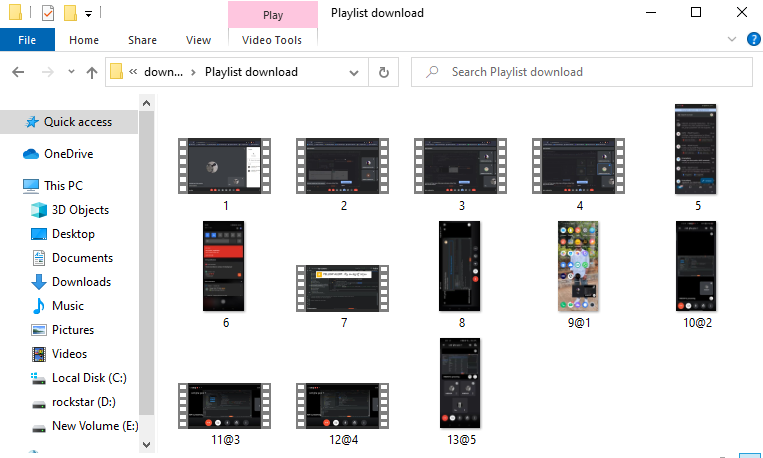 Play
Playlist download
File
Home
Share
View
Video Tools
« down... > Playlist download
Search Playlist download
Quick access
OneDrive
This PC
3D Objects
Desktop
Documents
Downloads
Music
Pictures
Videos
Local Disk (C:)
rockstar (D:)
New Volume (E:)
1
2
3
4
5
6
7
8
9@1
10@2
11@3
12@4
13@5